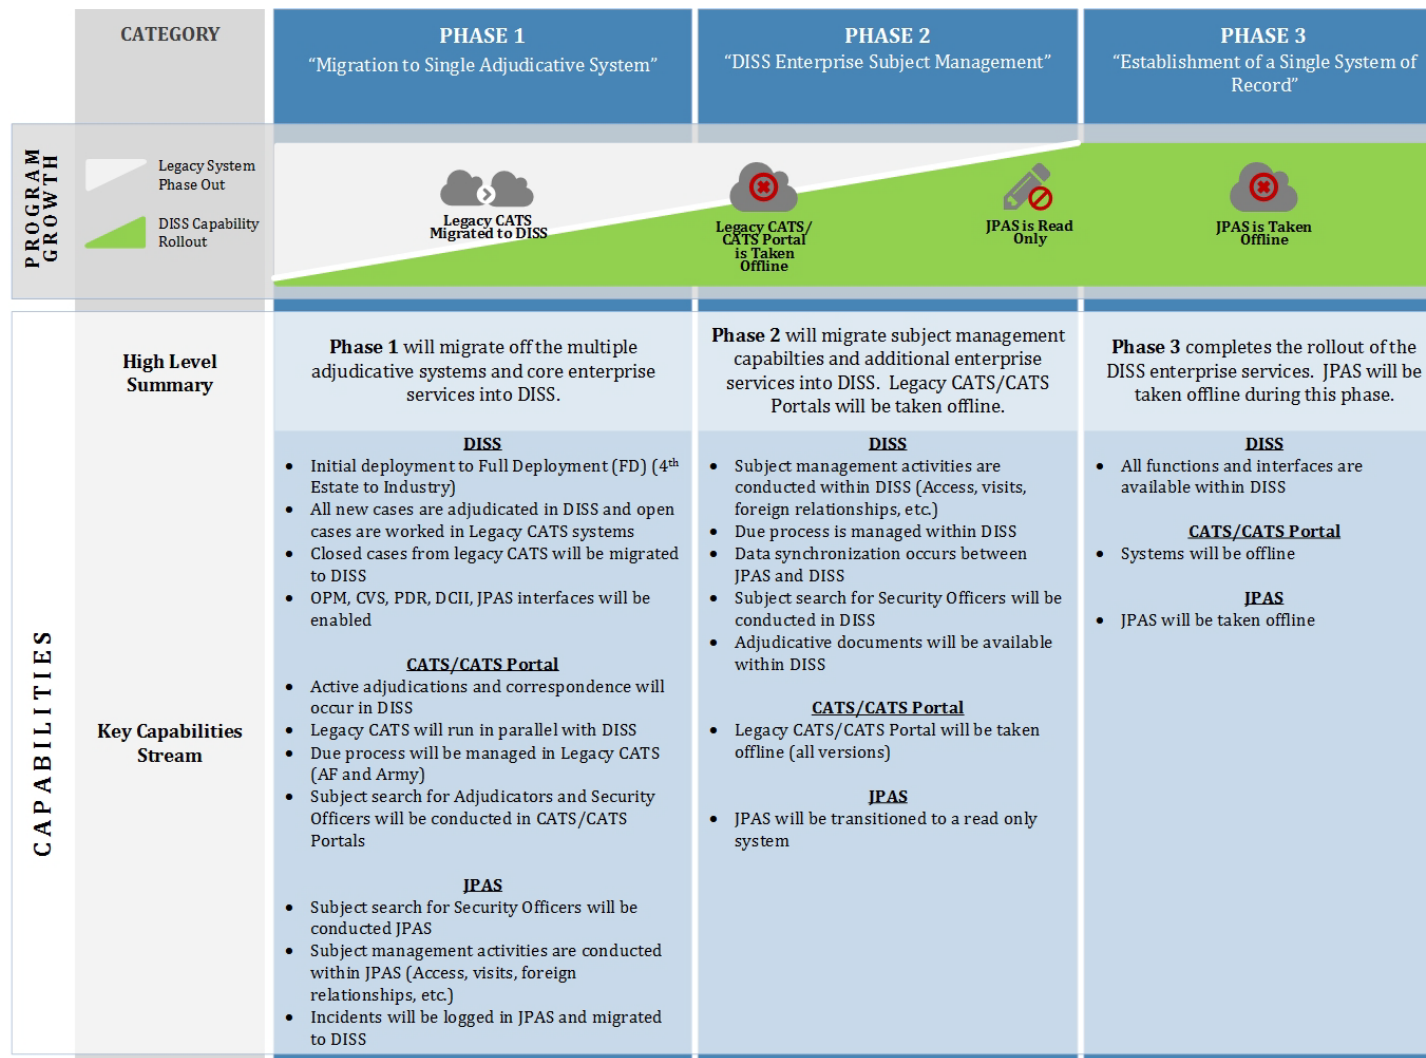 CATEGORY
PHASE 1
“Migration to Single Adjudicative System”
PHASE 2
“DISS Enterprise Subject Management”
PHASE 3
“Establishment of a Single System of
Record”
PROGRAM
GROWTH
Legacy System
Phase Out
DISS Capability
Rollout
Legacy CATS
Migrated to DISS
Legacy CATS/
CATS Portal
is Taken
Offline
JPAS is Read
Only
JPAS is Taken
Offline
CAPABILITIES
High Level
Summary
Phase 1 will migrate off the multiple
adjudicative systems and core enterprise
services into DISS.
Phase 2 will migrate subject management
capabilties and additional enterprise
services into DISS. Legacy CATS/CATS
Portals will be taken offline.
Phase 3 completes the rollout of the
DISS enterprise services. JPAS will be
taken offline during this phase.
Key Capabilities
Stream
DISS
• Initial deployment to Full Deployment (FD) (4th
Estate to Industry)
• All new cases are adjudicated in DISS and open
cases are worked in Legacy CATS systems
• Closed cases from legacy CATS will be migrated
to DISS
• OPM, CVS, PDR, DCII, JPAS interfaces will be
enabled
CATS/CATS Portal
• Active adjudications and correspondence will
occur in DISS
• Legacy CATS will run in parallel with DISS
• Due process will be managed in Legacy CATS
(AF and Army)
• Subject search for Adjudicators and Security
Officers will be conducted in CATS/CATS
Portals
JPAS
• Subject search for Security Officers will be
conducted JPAS
• Subject management activities are conducted
within JPAS (Access, visits, foreign
relationships, etc.)
• Incidents will be logged in JPAS and migrated
to DISS
DISS
• Subject management activities are
conducted within DISS (Access, visits,
foreign relationships, etc.)
• Due process is managed within DISS
• Data synchronization occurs between
JPAS and DISS
• Subject search for Security Officers will be
conducted in DISS
• Adjudicative documents will be available
within DISS
CATS/CATS Portal
• Legacy CATS/CATS Portal will be taken
offline (all versions)
JPAS
• JPAS will be transitioned to a read only
system
DISS
• All functions and interfaces are
available within DISS
CATS/CATS Portal
• Systems will be offline
JPAS
• JPAS will be taken offline